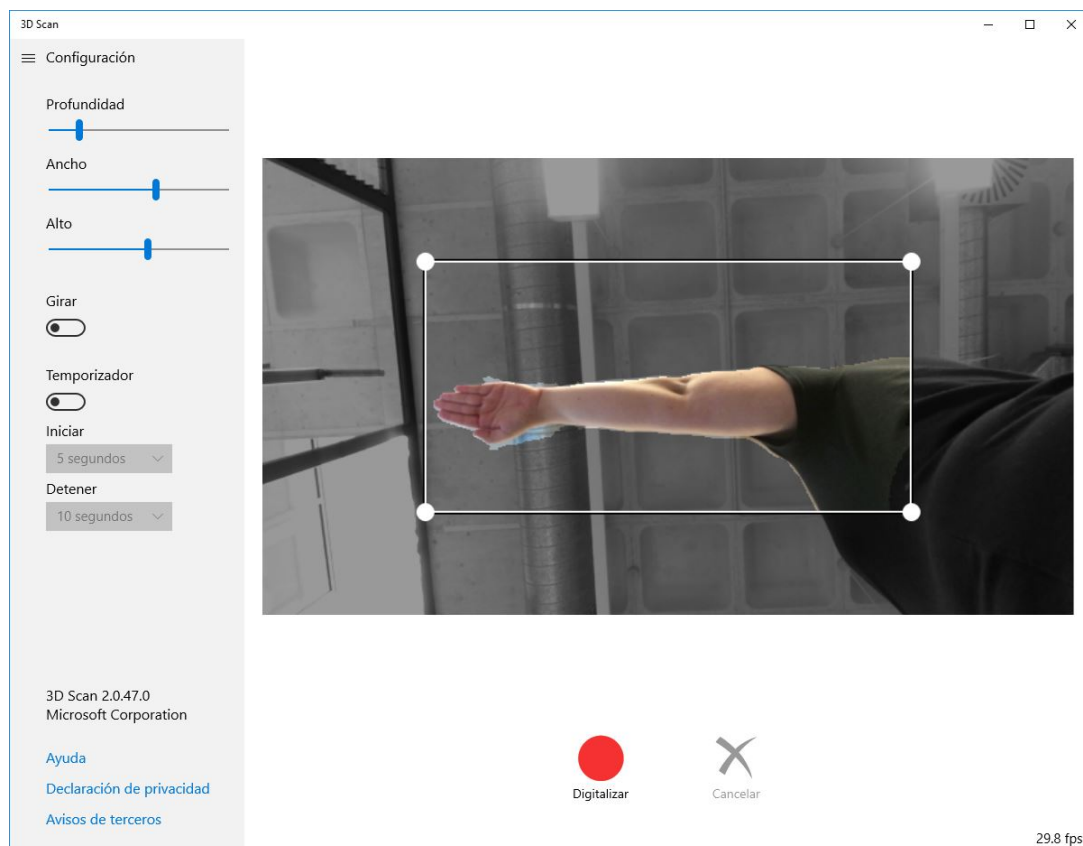 3D Scan
Configuración
Profundidad
Ancho
Alto
Girar
Temporizador
Iniciar
5 segundos
Detener
10 segundos
3D Scan 2.0.47.0
Microsoft Corporation
Ayuda
Declaración de privacidad
Avisos de terceros
Digitalizar
Cancelar
29.8 fps